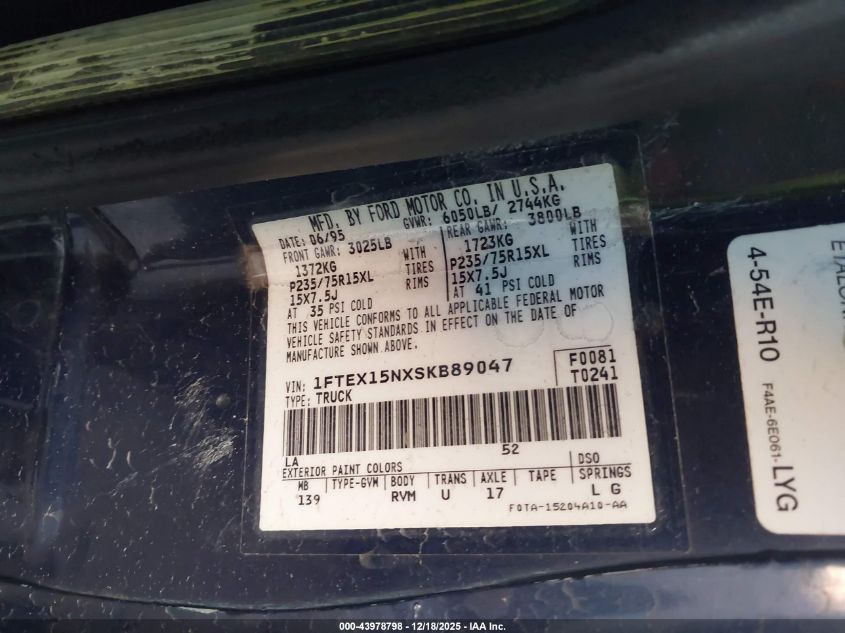 MFD. BY FORD MOTOR CO. IN U.S.A.
DATE: 06/95 GVWR: 6050LB/ 2744KG
FRONT GAWR: 3025LB REAR GAWR: 3800LB
1372KG WITH 1723KG WITH
P235/75R15XL TIRES P235/75R15XL TIRES
15X7.5J RIMS 15X7.5J RIMS
AT 35 PSI COLD AT 41 PSI COLD
THIS VEHICLE CONFORMS TO ALL APPLICABLE FEDERAL MOTOR
VEHICLE SAFETY STANDARDS IN EFFECT ON THE DATE OF
MANUFACTURE SHOWN ABOVE.
VIN: 1FTEX15NXSKB89047 F0081
TYPE: TRUCK T0241
LA 52
EXTERIOR PAINT COLORS DSO
WB TYPE-GVM BODY TRANS AXLE TAPE SPRINGS
139 RVM U 17 L G
F0TA-15204A10-AA
4-54E-R10
F4AE-6E061-LYG
000-43978798 - 12/18/2025 - IAA Inc.